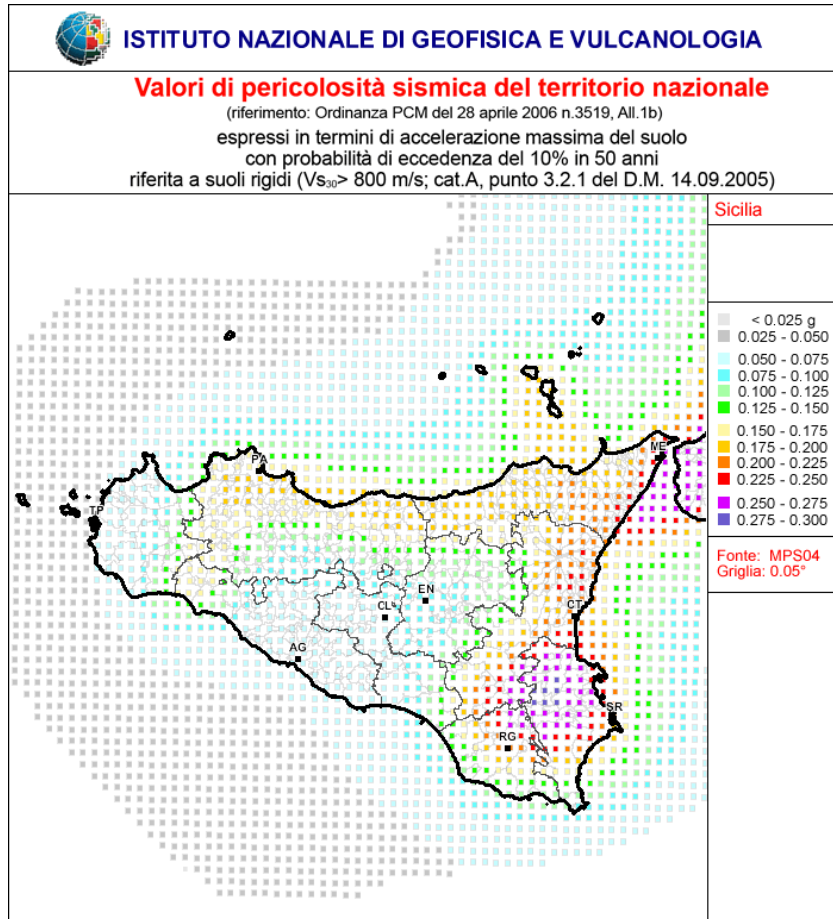 ISTITUTO NAZIONALE DI GEOFISICA E VULCANOLOGIA
Valori di pericolosità sismica del territorio nazionale
(riferimento: Ordinanza PCM del 28 aprile 2006 n.3519, All.1b)
espressi in termini di accelerazione massima del suolo
con probabilità di eccedenza del 10% in 50 anni
riferita a suoli rigidi (Vs₃₀> 800 m/s; cat.A, punto 3.2.1 del D.M. 14.09.2005)
Sicilia
< 0.025 g
0.025 - 0.050
0.050 - 0.075
0.075 - 0.100
0.100 - 0.125
0.125 - 0.150
0.150 - 0.175
0.175 - 0.200
0.200 - 0.225
0.225 - 0.250
0.250 - 0.275
0.275 - 0.300
Fonte: MPS04
Griglia: 0.05°
ME
PA
TP
EN
CL
CT
AG
SR
RG